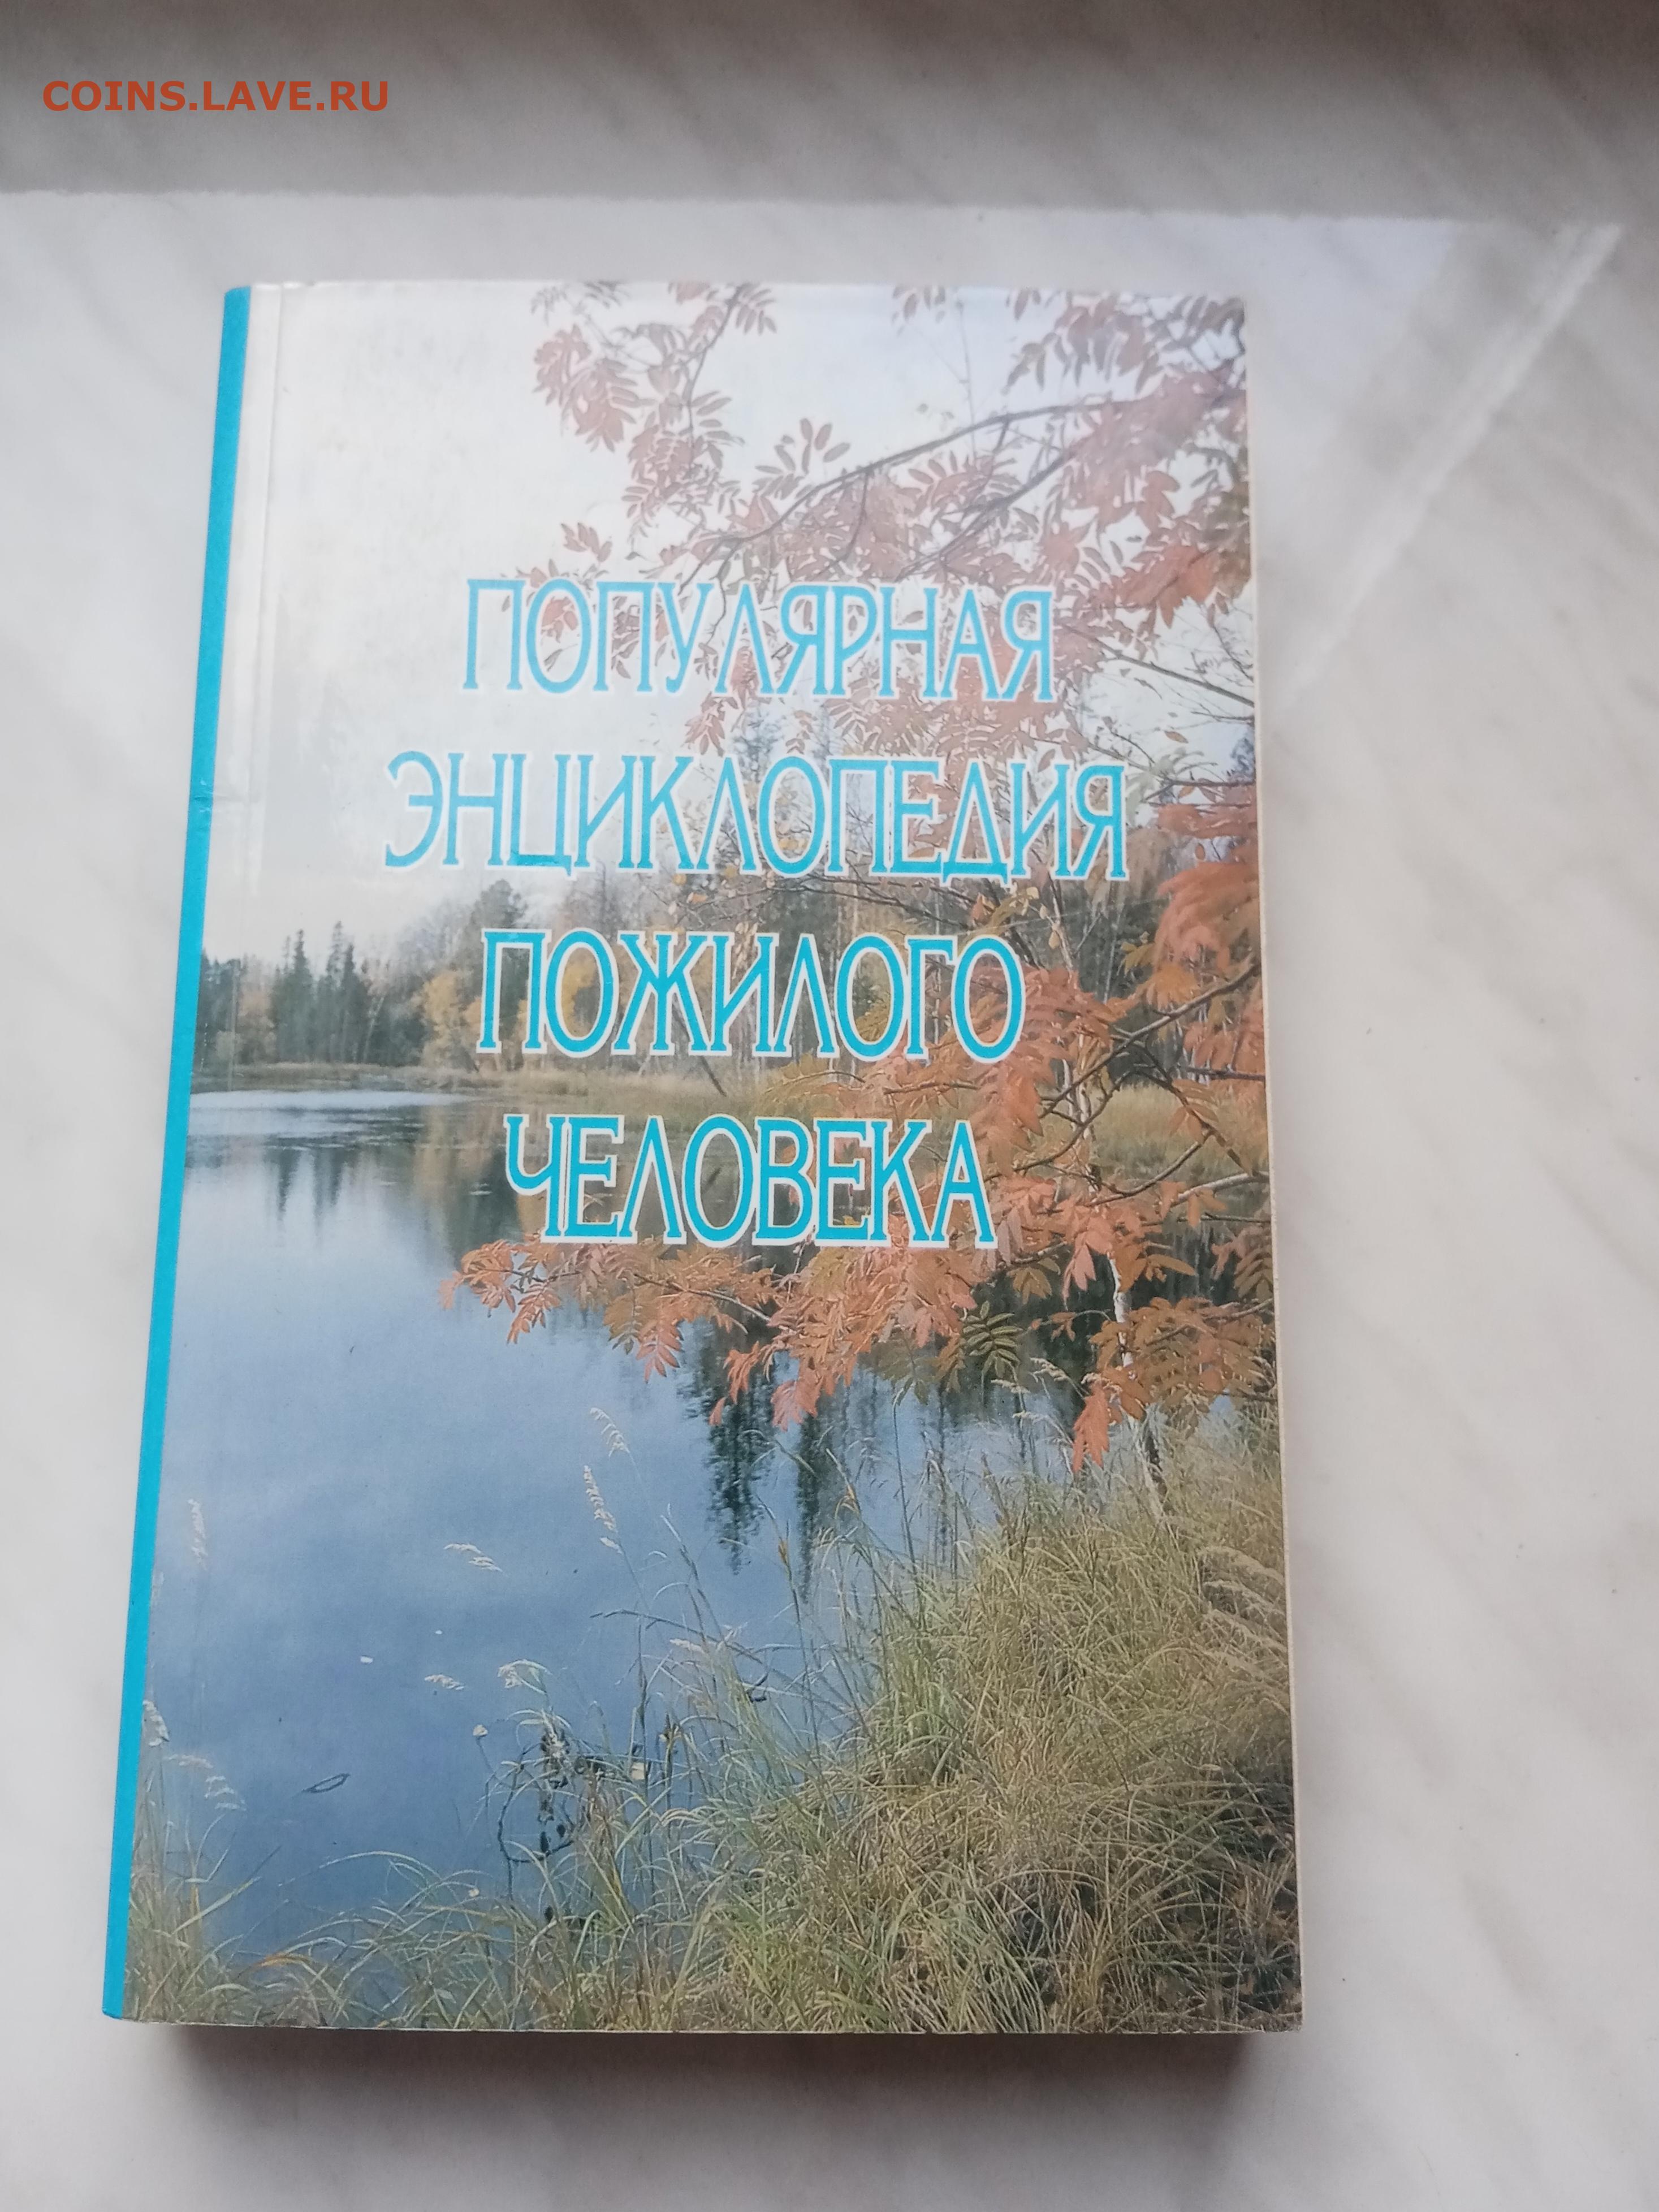 COINS.LAVE.RU
ПОПУЛЯРНАЯ
ЭНЦИКЛОПЕДИЯ
ПОЖИЛОГО
ЧЕЛОВЕКА